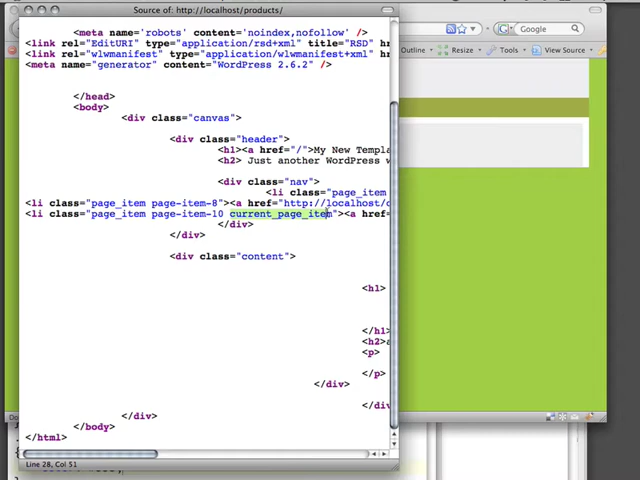 Source of: http://localhost/products/
<meta name='robots' content='noindex,nofollow' />
<link rel="EditURI" type="application/rsd+xml" title="RSD" h
<link rel="wlwmanifest" type="application/wlwmanifest+xml"
<meta name="generator" content="WordPress 2.6.2" />
</head>
<body>
<div class="canvas">
<div class="header">
<h1><a href="/">My New Templa
<h2> Just another WordPress w
<div class="nav">
<li class="page_item
<li class="page_item page-item-8"><a href="http://localhost/
<li class="page_item page-item-10 current_page_item"><a href=
</div>
</div>
<div class="content">
<h1>
</h1>
<h2>a
<p>
</p>
</div>
</div>
</div>
</body>
</html>
Line 28, Col 51
Google
Outline
Resize
Tools
View Source